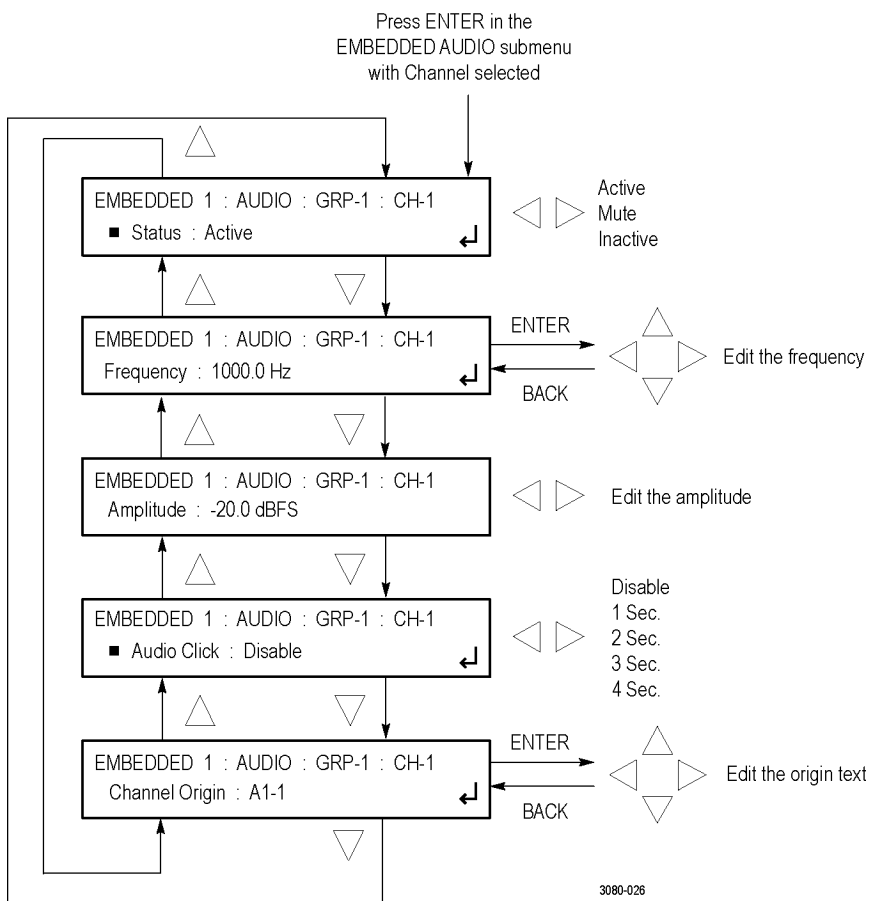 Press ENTER in the
EMBEDDED AUDIO submenu
with Channel selected
EMBEDDED 1 : AUDIO : GRP-1 : CH-1
■ Status : Active
Active
Mute
Inactive
EMBEDDED 1 : AUDIO : GRP-1 : CH-1
Frequency : 1000.0 Hz
ENTER
BACK
Edit the frequency
EMBEDDED 1 : AUDIO : GRP-1 : CH-1
Amplitude : -20.0 dBFS
Edit the amplitude
EMBEDDED 1 : AUDIO : GRP-1 : CH-1
■ Audio Click : Disable
Disable
1 Sec.
2 Sec.
3 Sec.
4 Sec.
EMBEDDED 1 : AUDIO : GRP-1 : CH-1
Channel Origin : A1-1
ENTER
BACK
Edit the origin text
3080-026